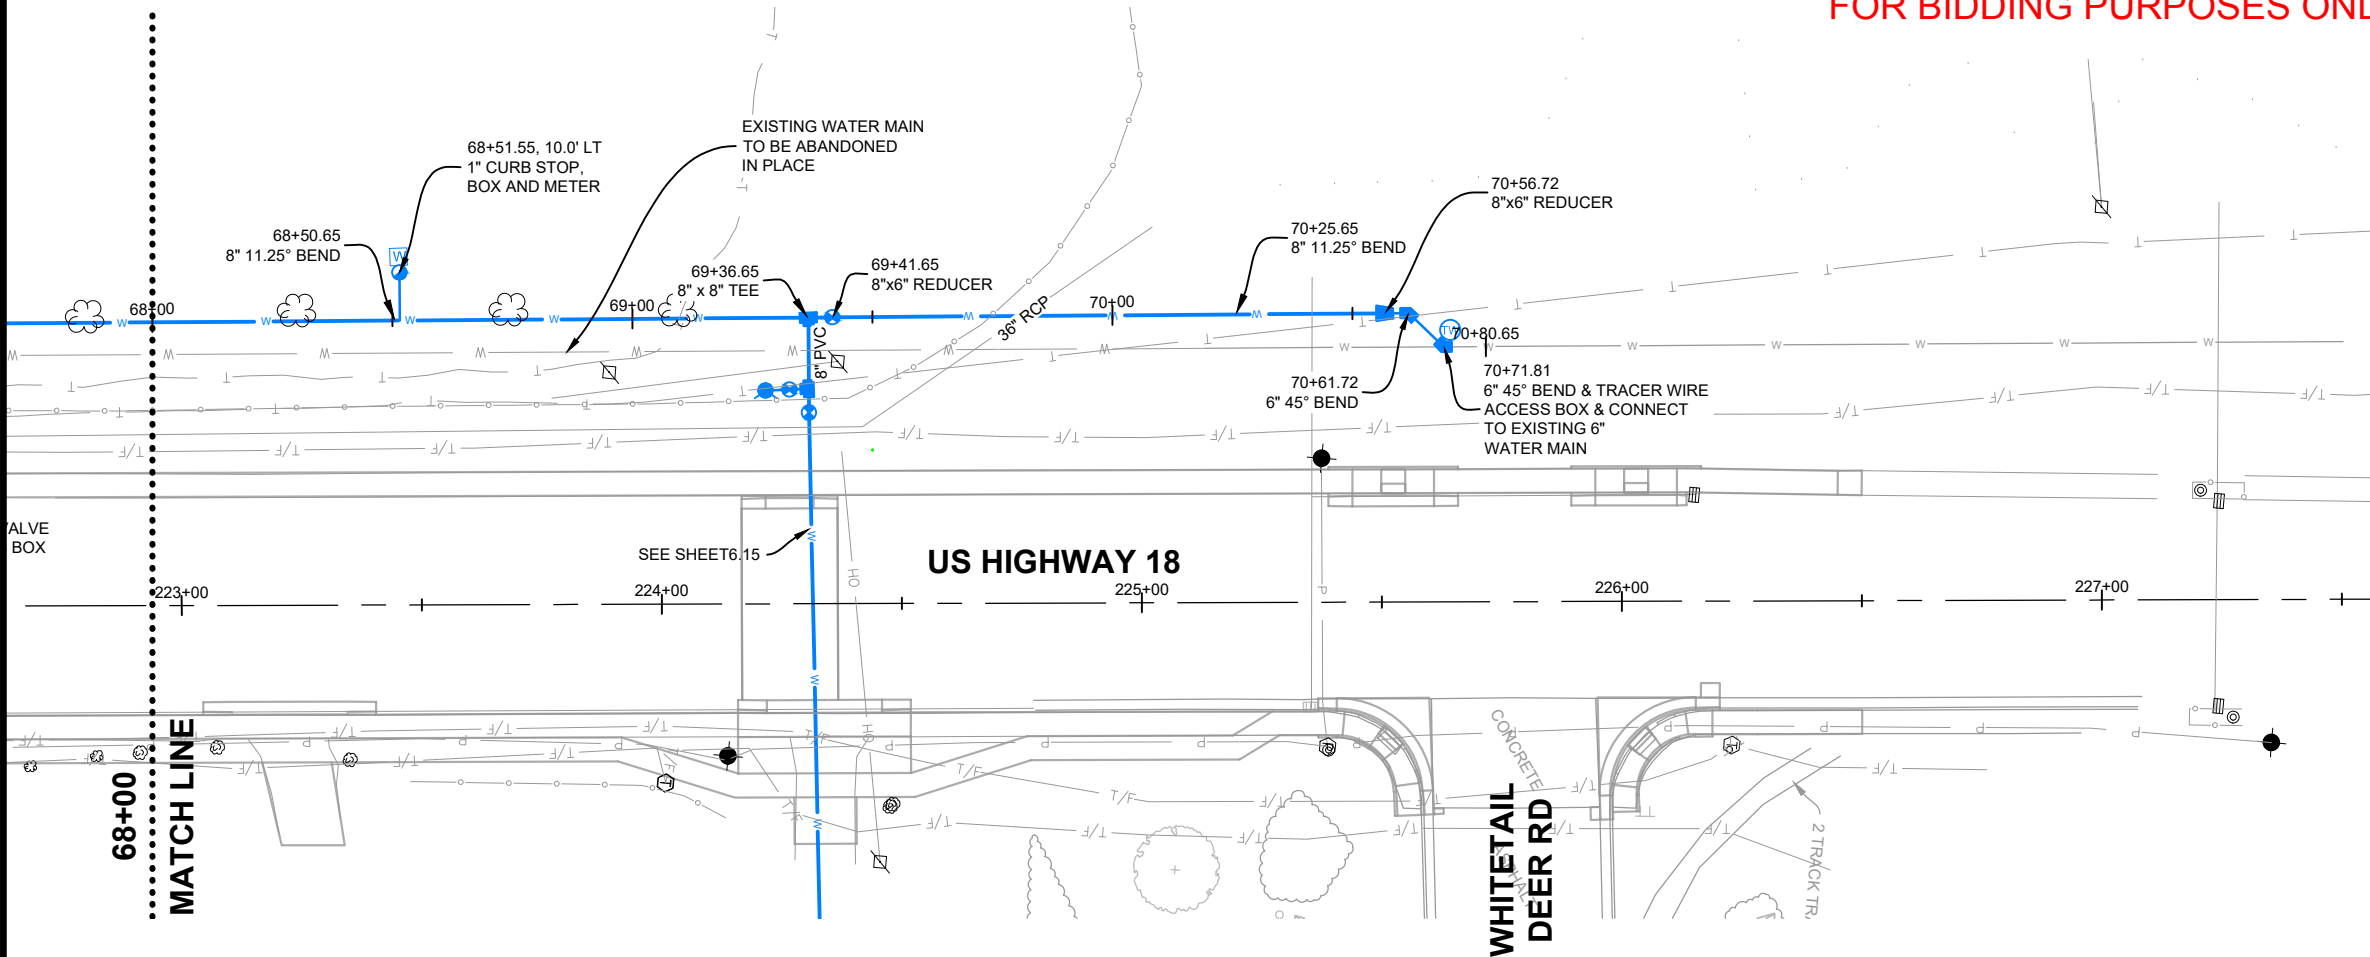 FOR BIDDING PURPOSES ONL
EXISTING WATER MAIN
TO BE ABANDONED
IN PLACE
68+51.55, 10.0' LT
1" CURB STOP,
BOX AND METER
70+56.72
8"x6" REDUCER
68+50.65
8" 11.25° BEND
70+25.65
8" 11.25° BEND
69+36.65
8" x 8" TEE
69+41.65
8"x6" REDUCER
68+00
69+00
70+00
36" RCP
8" PVC
TW
70+80.65
70+61.72
6" 45° BEND
70+71.81
6" 45° BEND & TRACER WIRE
ACCESS BOX & CONNECT
TO EXISTING 6"
WATER MAIN
BOX
SEE SHEET6.15
US HIGHWAY 18
223+00
224+00
225+00
226+00
227+00
68+00
MATCH LINE
CONCRETE
WHITETAIL
DEER RD
2 TRACK TR